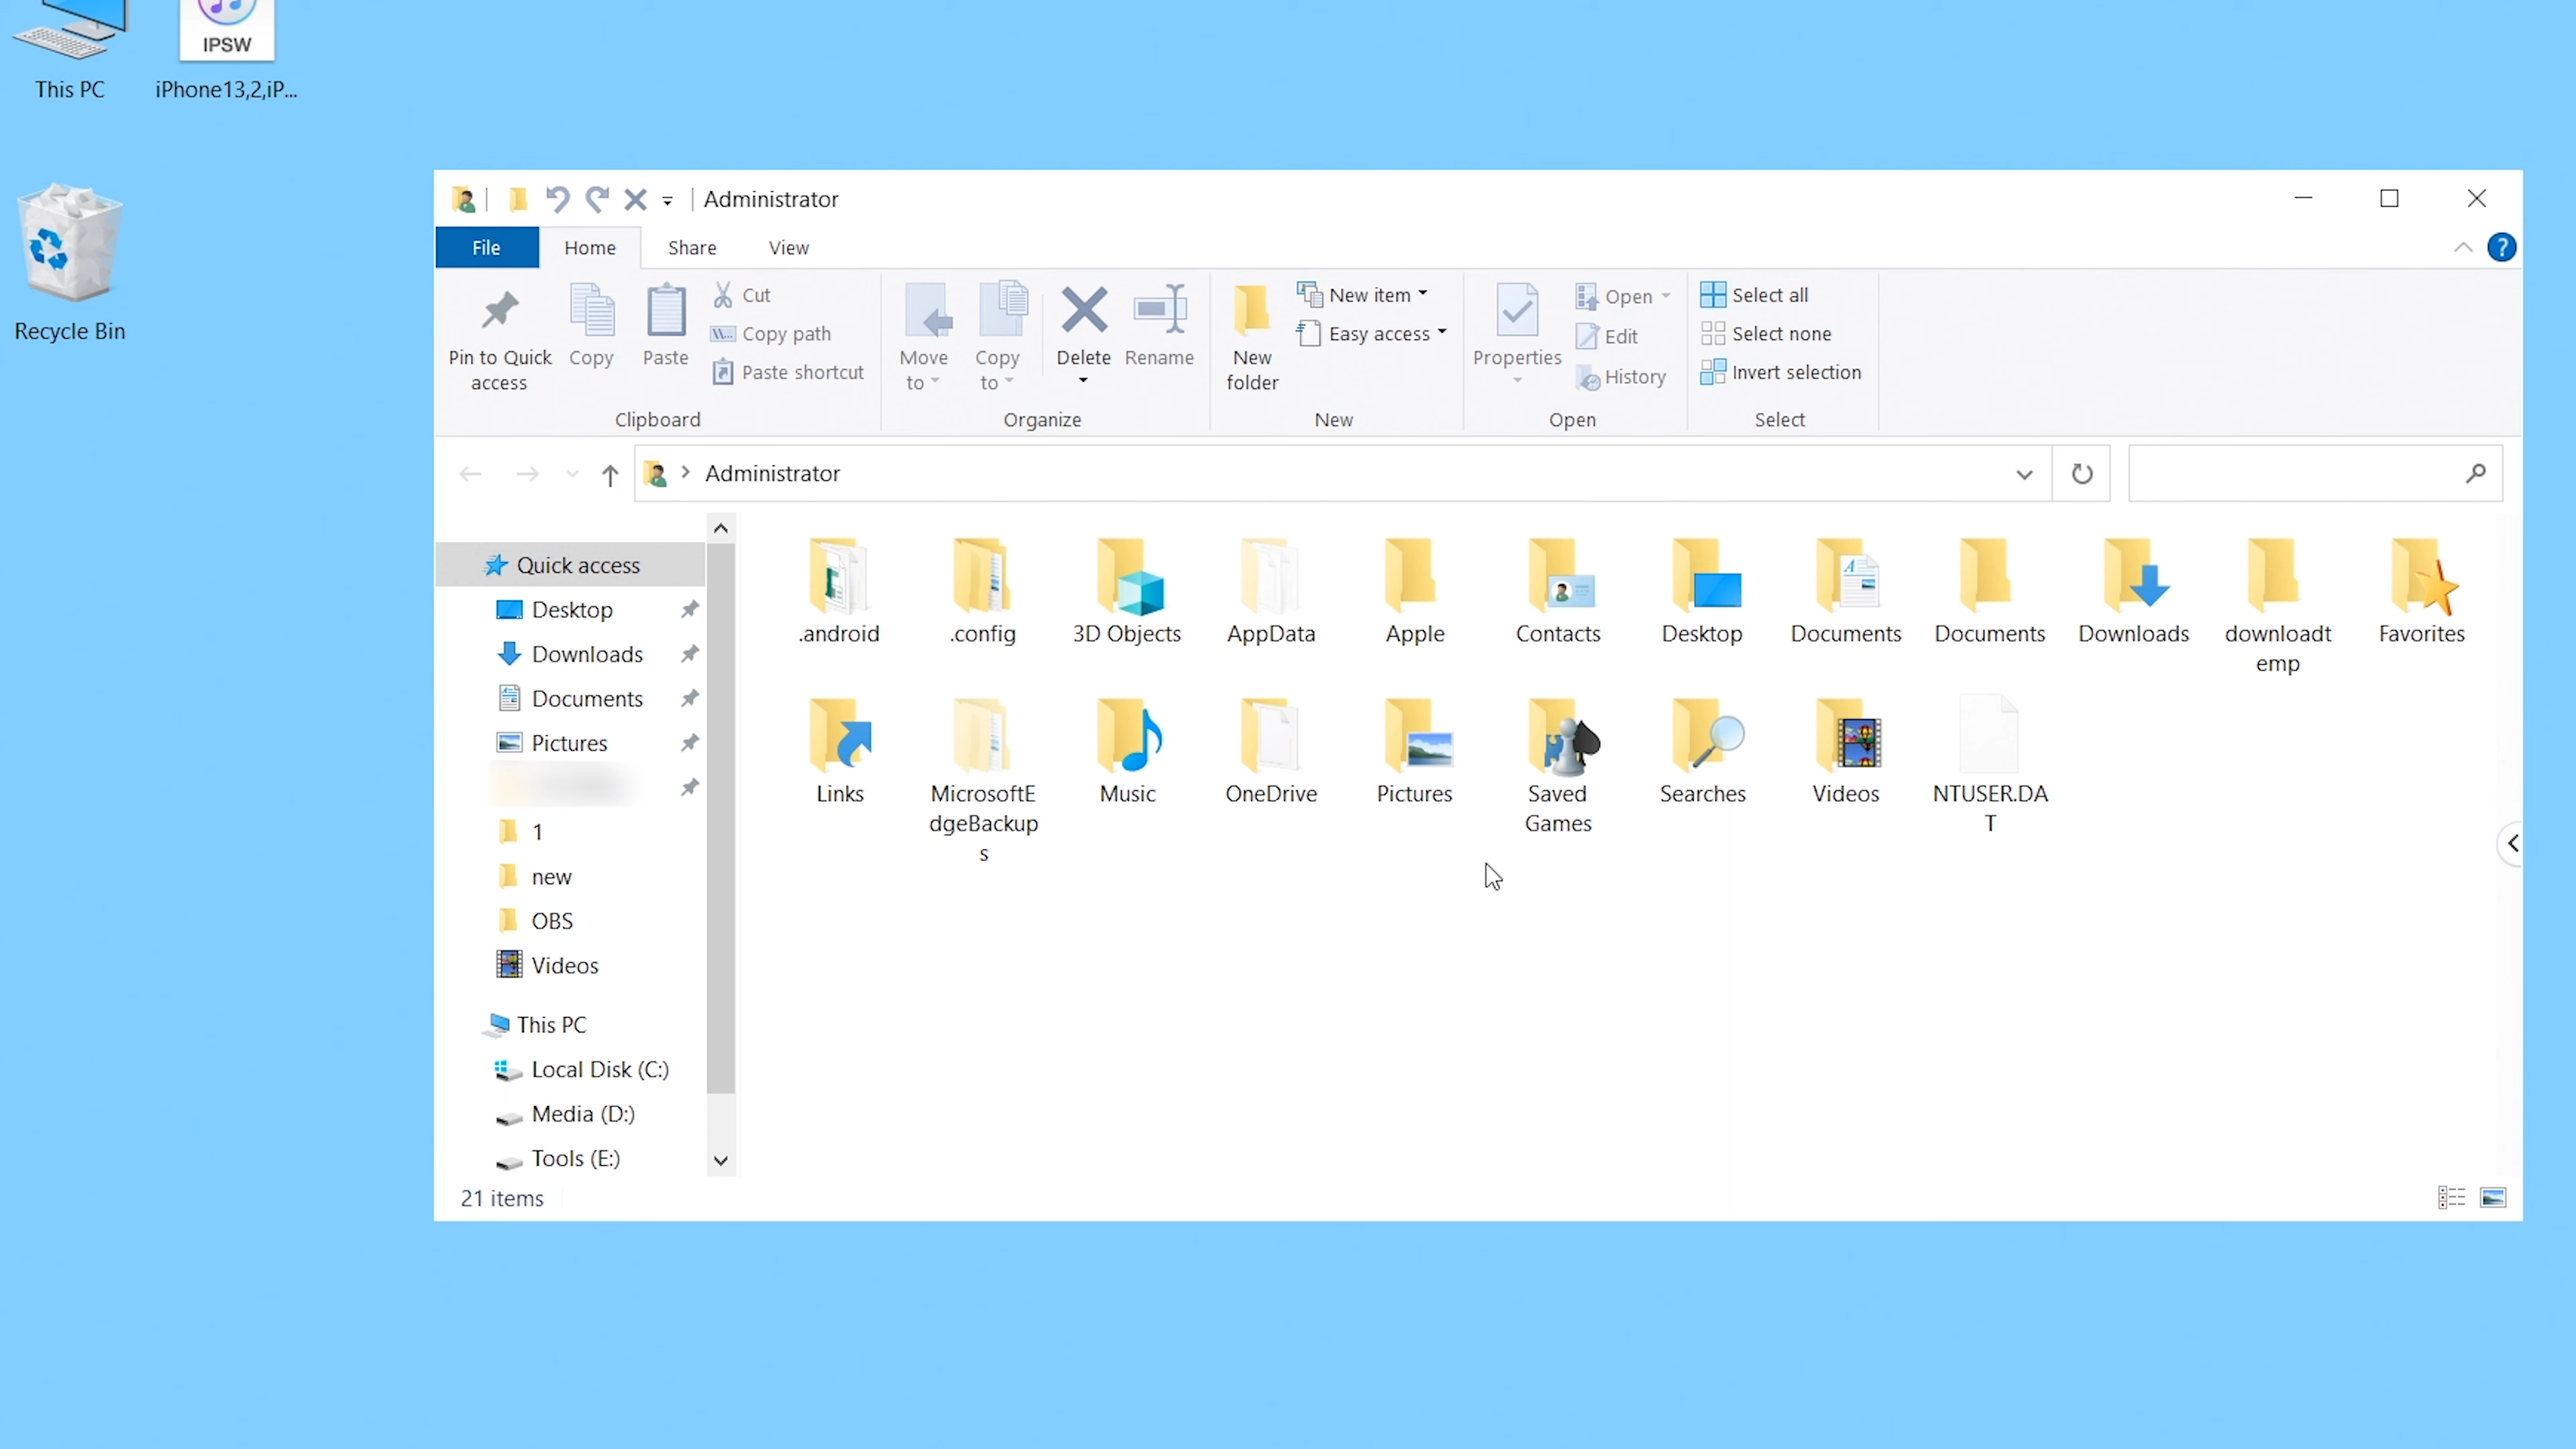 IPSW
This PC
iPhone13,2,iP...
Recycle Bin
Administrator
File
Home
Share
View
Pin to Quick
access
Copy
Paste
Cut
Copy path
Paste shortcut
Clipboard
Move
to
Copy
to
Delete
Rename
Organize
New
folder
New item
Easy access
New
Properties
Open
Edit
History
Open
Select all
Select none
Invert selection
Select
Administrator
Quick access
Desktop
Downloads
Documents
Pictures
1
new
OBS
Videos
This PC
Local Disk (C:)
Media (D:)
Tools (E:)
.android
.config
3D Objects
AppData
Apple
Contacts
Desktop
Documents
Documents
Downloads
downloadt
emp
Favorites
Links
MicrosoftE
dgeBackup
s
Music
OneDrive
Pictures
Saved
Games
Searches
Videos
NTUSER.DA
T
21 items